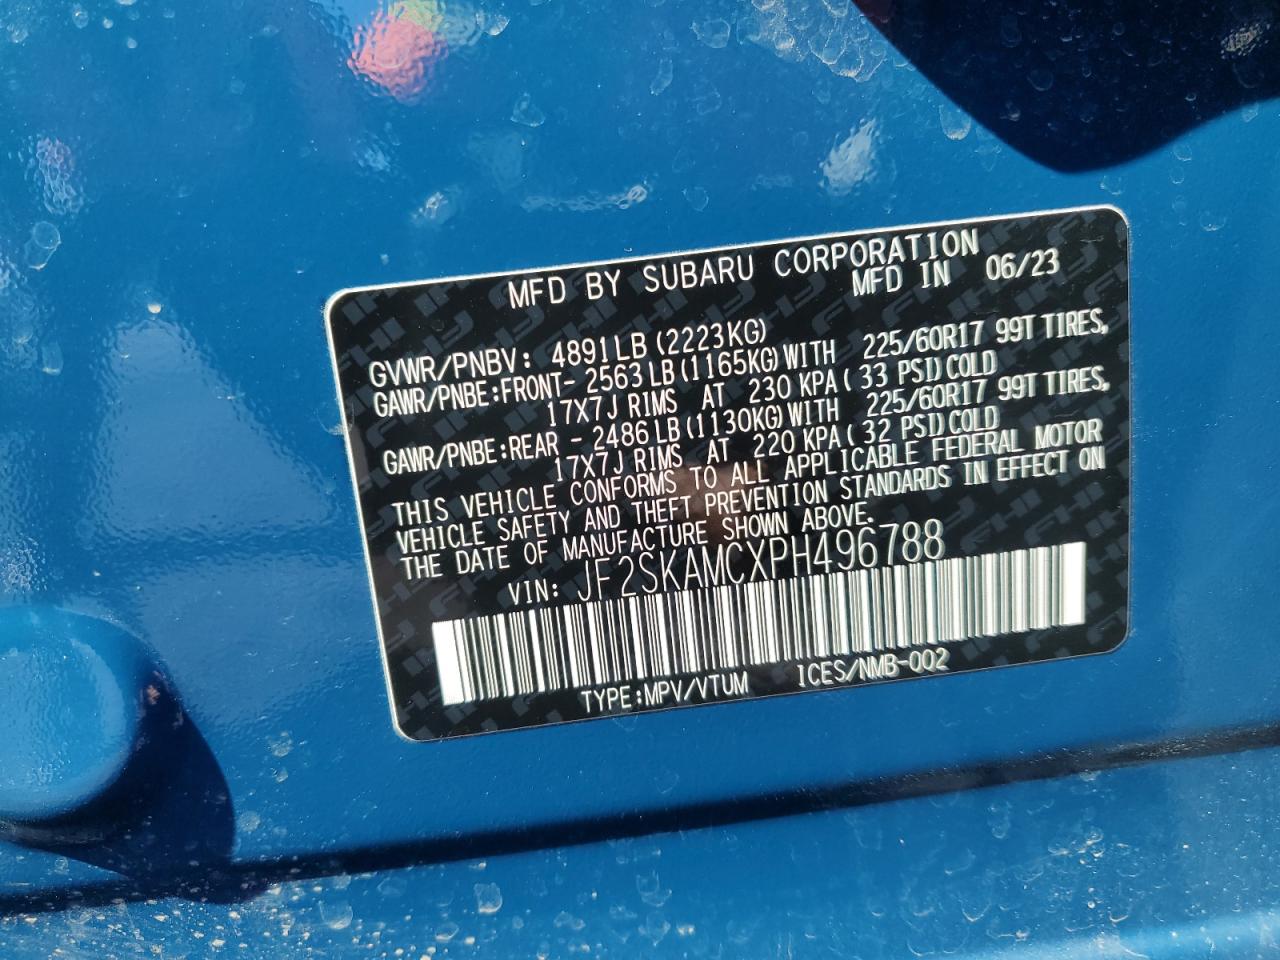 MFD BY SUBARU CORPORATION
MFD IN 06/23
GVWR/PNBV: 4891LB(2223KG)
GAWR/PNBE:FRONT- 2563LB(1165KG)WITH 225/60R17 99T TIRES,
17X7J RIMS AT 230 KPA( 33 PSI)COLD
GAWR/PNBE:REAR - 2486LB(1130KG)WITH 225/60R17 99T TIRES,
17X7J RIMS AT 220 KPA( 32 PSI)COLD
THIS VEHICLE CONFORMS TO ALL APPLICABLE FEDERAL MOTOR
VEHICLE SAFETY AND THEFT PREVENTION STANDARDS IN EFFECT ON
THE DATE OF MANUFACTURE SHOWN ABOVE.
VIN: JF2SKAMCXPH496788
TYPE:MPV/VTUM ICES/NMB-002